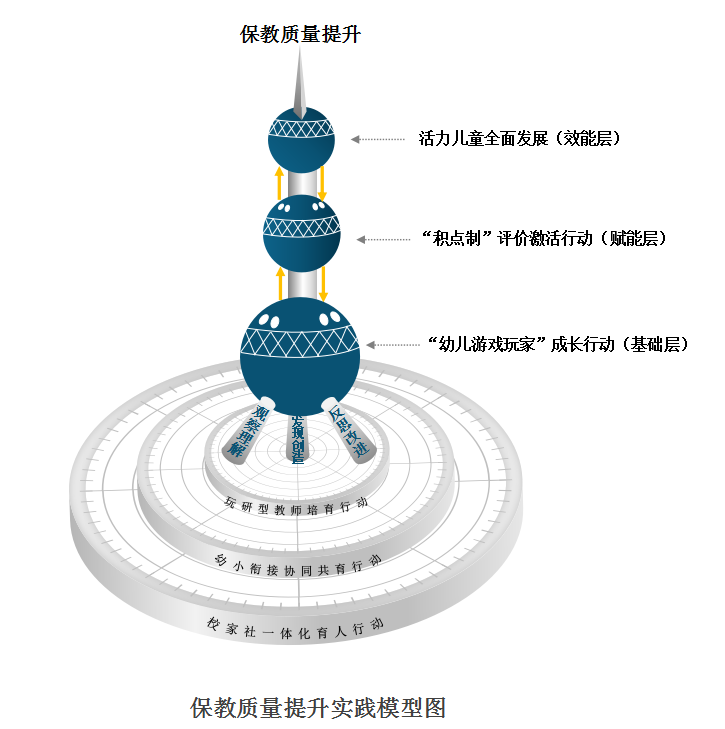 保教质量提升
活力儿童全面发展（效能层）
“积点制”评价激活行动（赋能层）
“幼儿游戏玩家”成长行动（基础层）
观察理解
发现创生
反思改进
玩研型教师培育行动
幼小衔接协同共育行动
校家社一体化育人行动
保教质量提升实践模型图